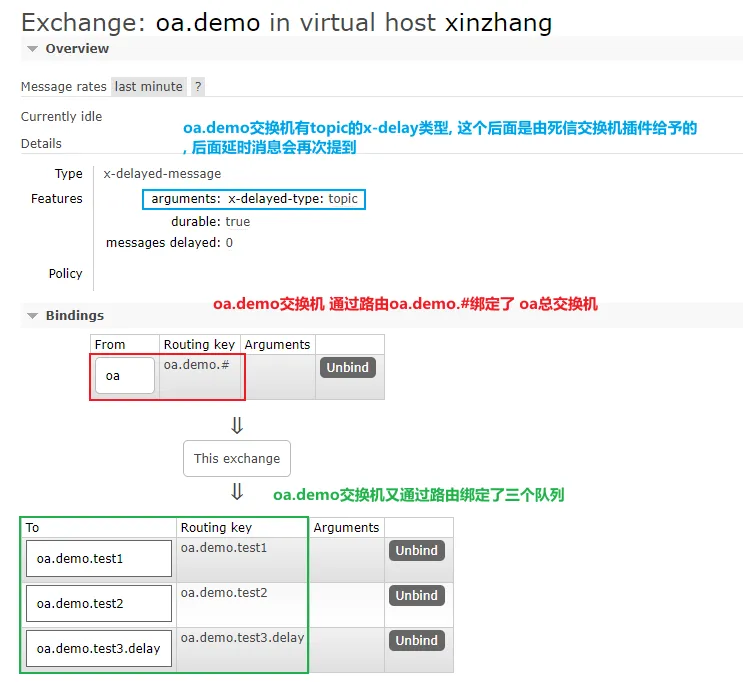 Exchange: oa.demo in virtual host xinzhang
Overview
Message rates last minute ?
Currently idle
oa.demo交换机有topic的x-delay类型, 这个后面是由死信交换机插件给予的
, 后面延时消息会再次提到
Details
Type x-delayed-message
Features arguments: x-delayed-type: topic
durable: true
messages delayed: 0
Policy
oa.demo交换机 通过路由oa.demo.#绑定了 oa总交换机
Bindings
From Routing key Arguments
oa oa.demo.# Unbind
⇓
This exchange
⇓
oa.demo交换机又通过路由绑定了三个队列
To Routing key Arguments
oa.demo.test1 oa.demo.test1 Unbind
oa.demo.test2 oa.demo.test2 Unbind
oa.demo.test3.delay oa.demo.test3.delay Unbind